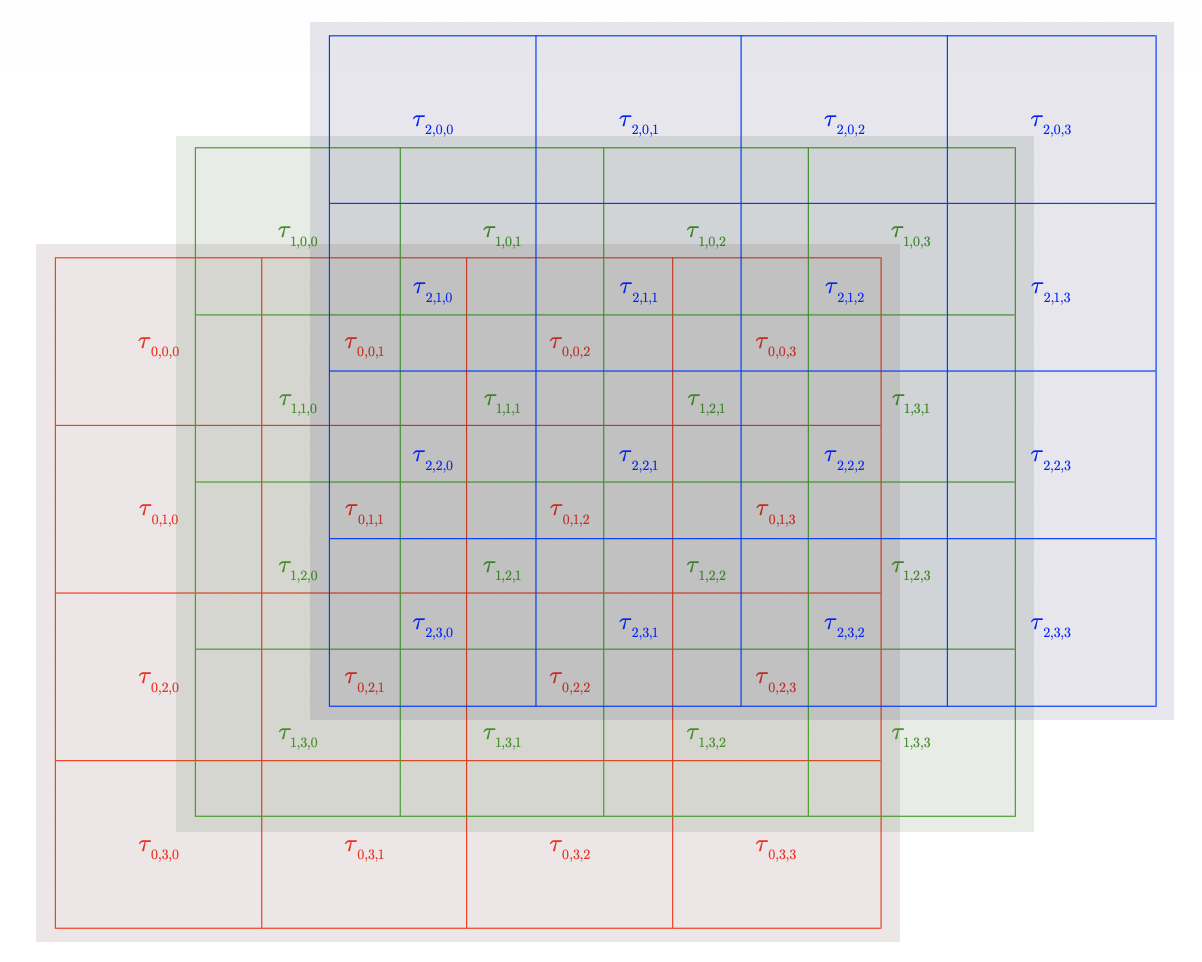 τ2,0,0 τ2,0,1 τ2,0,2 τ2,0,3
τ1,0,0 τ1,0,1 τ1,0,2 τ1,0,3
τ2,1,0 τ2,1,1 τ2,1,2 τ2,1,3
τ0,0,0 τ0,0,1 τ0,0,2 τ0,0,3
τ1,1,0 τ1,1,1 τ1,2,1 τ1,3,1
τ2,2,0 τ2,2,1 τ2,2,2 τ2,2,3
τ0,1,0 τ0,1,1 τ0,1,2 τ0,1,3
τ1,2,0 τ1,2,1 τ1,2,2 τ1,2,3
τ2,3,0 τ2,3,1 τ2,3,2 τ2,3,3
τ0,2,0 τ0,2,1 τ0,2,2 τ0,2,3
τ1,3,0 τ1,3,1 τ1,3,2 τ1,3,3
τ0,3,0 τ0,3,1 τ0,3,2 τ0,3,3